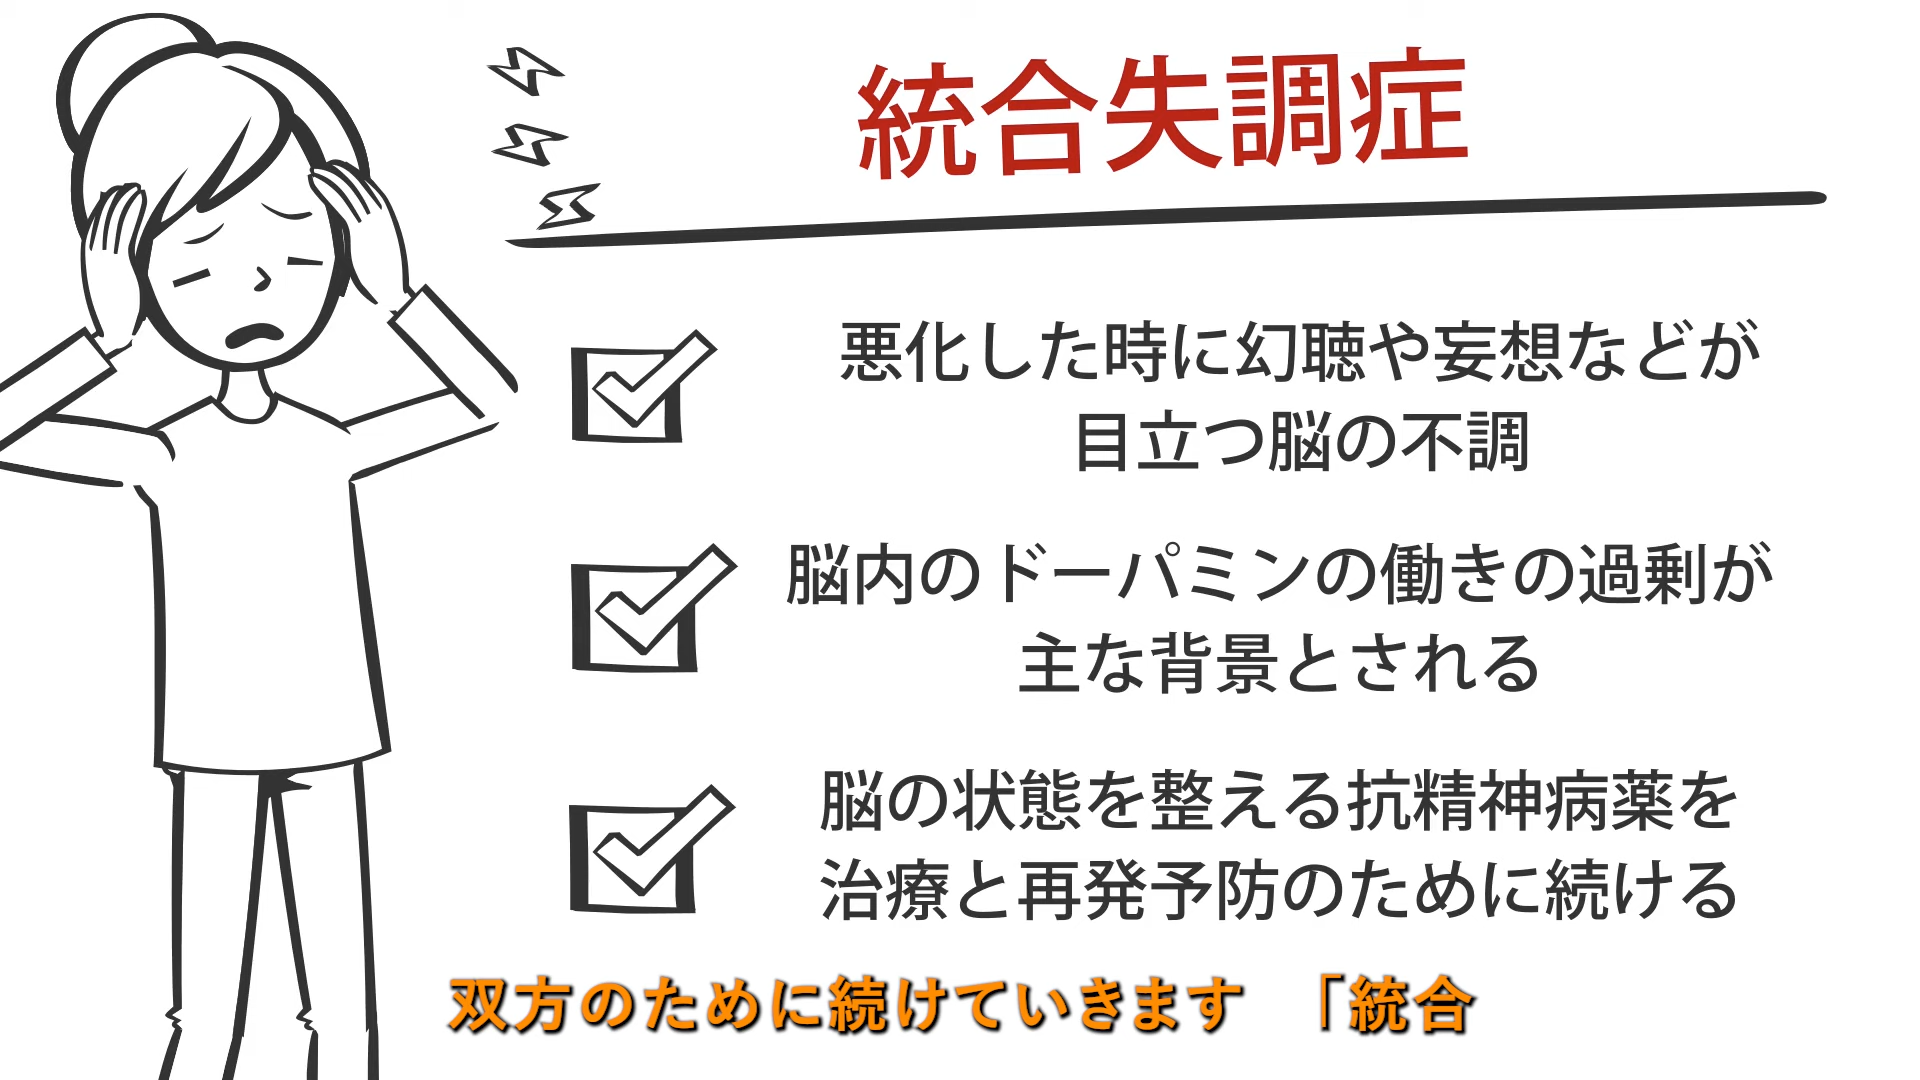 統合失調症
悪化した時に幻聴や妄想などが
目立つ脳の不調
脳内のドーパミンの働きの過剰が
主な背景とされる
脳の状態を整える抗精神病薬を
治療と再発予防のために続ける
双方のために続けていきます 「統合